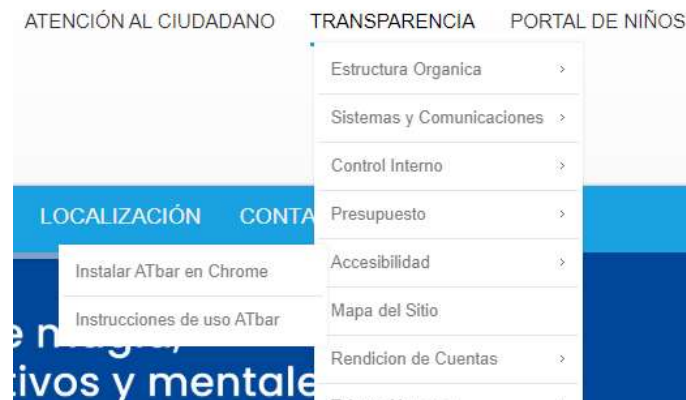 ATENCIÓN AL CIUDADANO TRANSPARENCIA PORTAL DE NIÑOS
Estructura Organica
Sistemas y Comunicaciones
Control Interno
LOCALIZACIÓN CONTA
Presupuesto
Accesibilidad
Instalar ATbar en Chrome
Instrucciones de uso ATbar
Mapa del Sitio
Rendicion de Cuentas
tivos y mentale